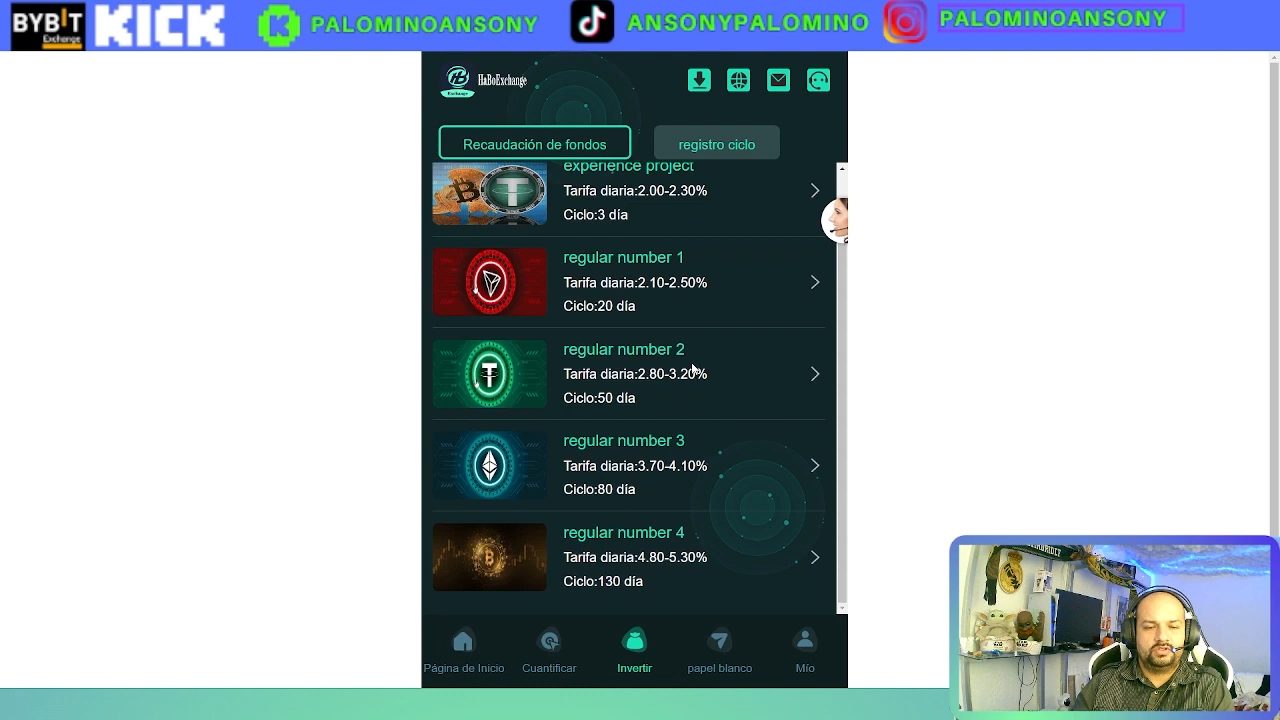 BYBIT
Exchange
KICK
PALOMINOANSONY
ANSONYPALOMINO
PALOMINOANSONY
HaBoExchange
Exchange
Recaudación de fondos
registro ciclo
experience project
Tarifa diaria:2.00-2.30%
Ciclo:3 día
regular number 1
Tarifa diaria:2.10-2.50%
Ciclo:20 día
regular number 2
Tarifa diaria:2.80-3.20%
Ciclo:50 día
regular number 3
Tarifa diaria:3.70-4.10%
Ciclo:80 día
regular number 4
Tarifa diaria:4.80-5.30%
Ciclo:130 día
Página de Inicio
Cuantificar
Invertir
papel blanco
Mío